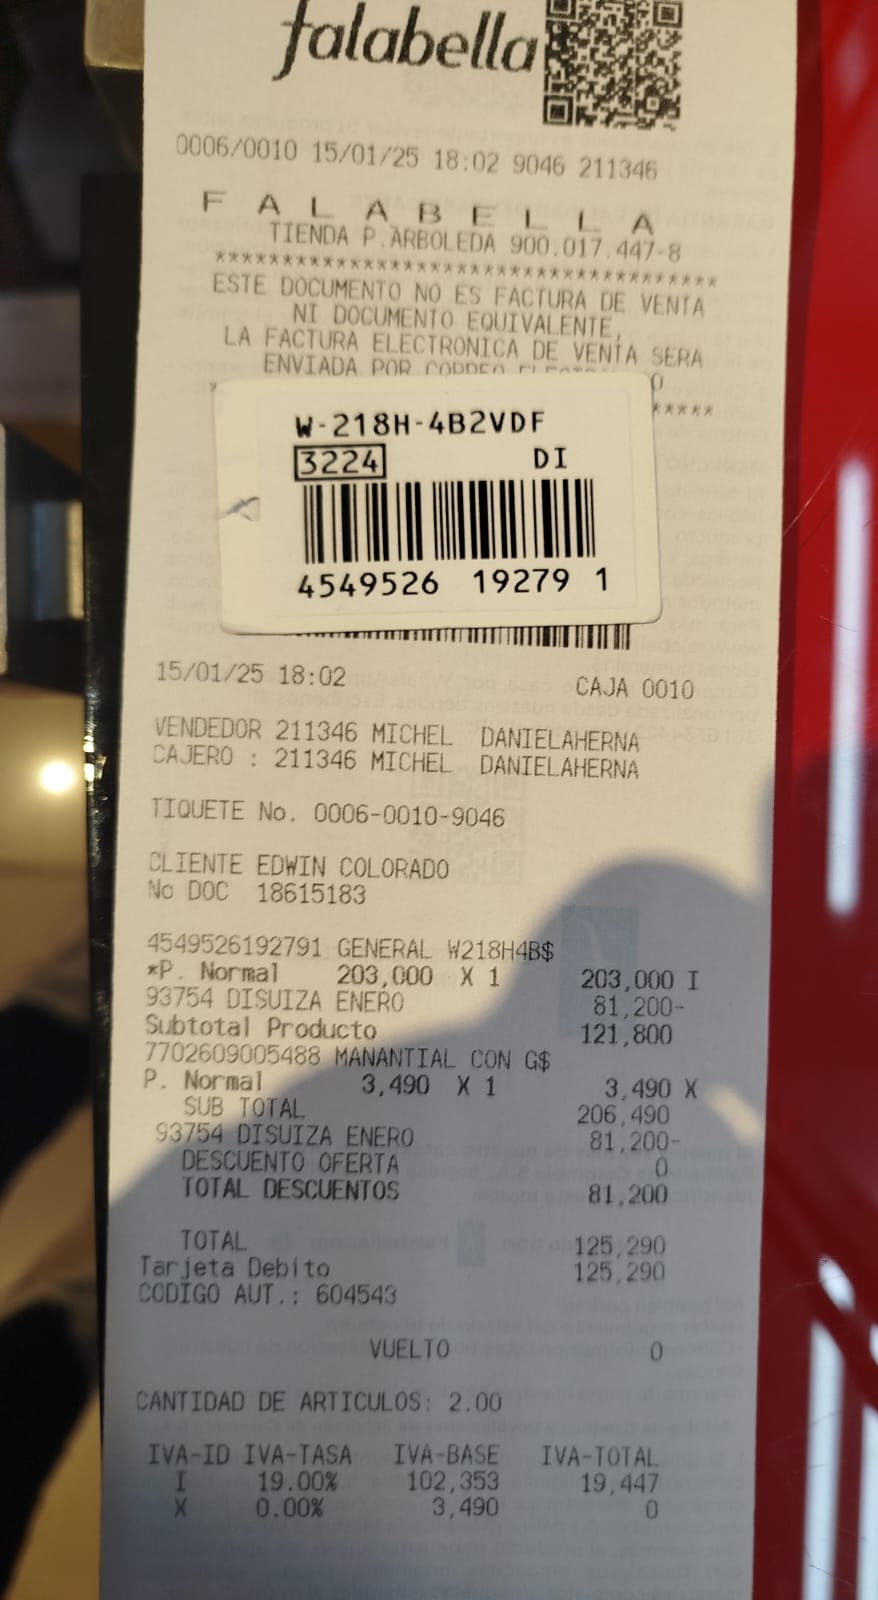 falabella
0006/0010 15/01/25 18:02 9046 211346
F A L A B E L L A
TIENDA P.ARBOLEDA 900.017.447-8
*************************************
ESTE DOCUMENTO NO ES FACTURA DE VENTA
NI DOCUMENTO EQUIVALENTE,
LA FACTURA ELECTRONICA DE VENTA SERA
ENVIADA POR CORREO
W-218H-4B2VDF
3224 DI
4549526 19279 1
15/01/25 18:02 CAJA 0010
VENDEDOR 211346 MICHEL DANIELAHERNA
CAJERO : 211346 MICHEL DANIELAHERNA
TIQUETE No. 0006-0010-9046
CLIENTE EDWIN COLORADO
No DOC 18615183
4549526192791 GENERAL W218H4B$
*P. Normal 203,000 X 1 203,000 I
93754 DISUIZA ENERO 81,200-
Subtotal Producto 121,800
7702609005488 MANANTIAL CON G$
P. Normal 3,490 X 1 3,490 X
SUB TOTAL 206,490
93754 DISUIZA ENERO 81,200-
DESCUENTO OFERTA 0
TOTAL DESCUENTOS 81,200
TOTAL 125,290
Tarjeta Debito 125,290
CODIGO AUT.: 604543
VUELTO 0
CANTIDAD DE ARTICULOS: 2.00
IVA-ID IVA-TASA IVA-BASE IVA-TOTAL
I 19.00% 102,353 19,447
X 0.00% 3,490 0